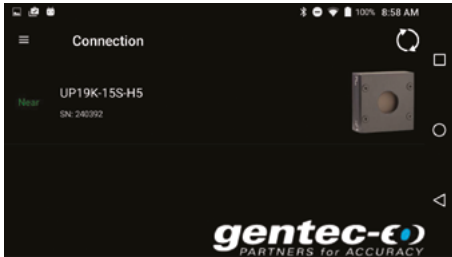 100% 8:58 AM
Connection
Near
UP19K-15S-H5
SN: 240392
gentec-eo
PARTNERS for ACCURACY